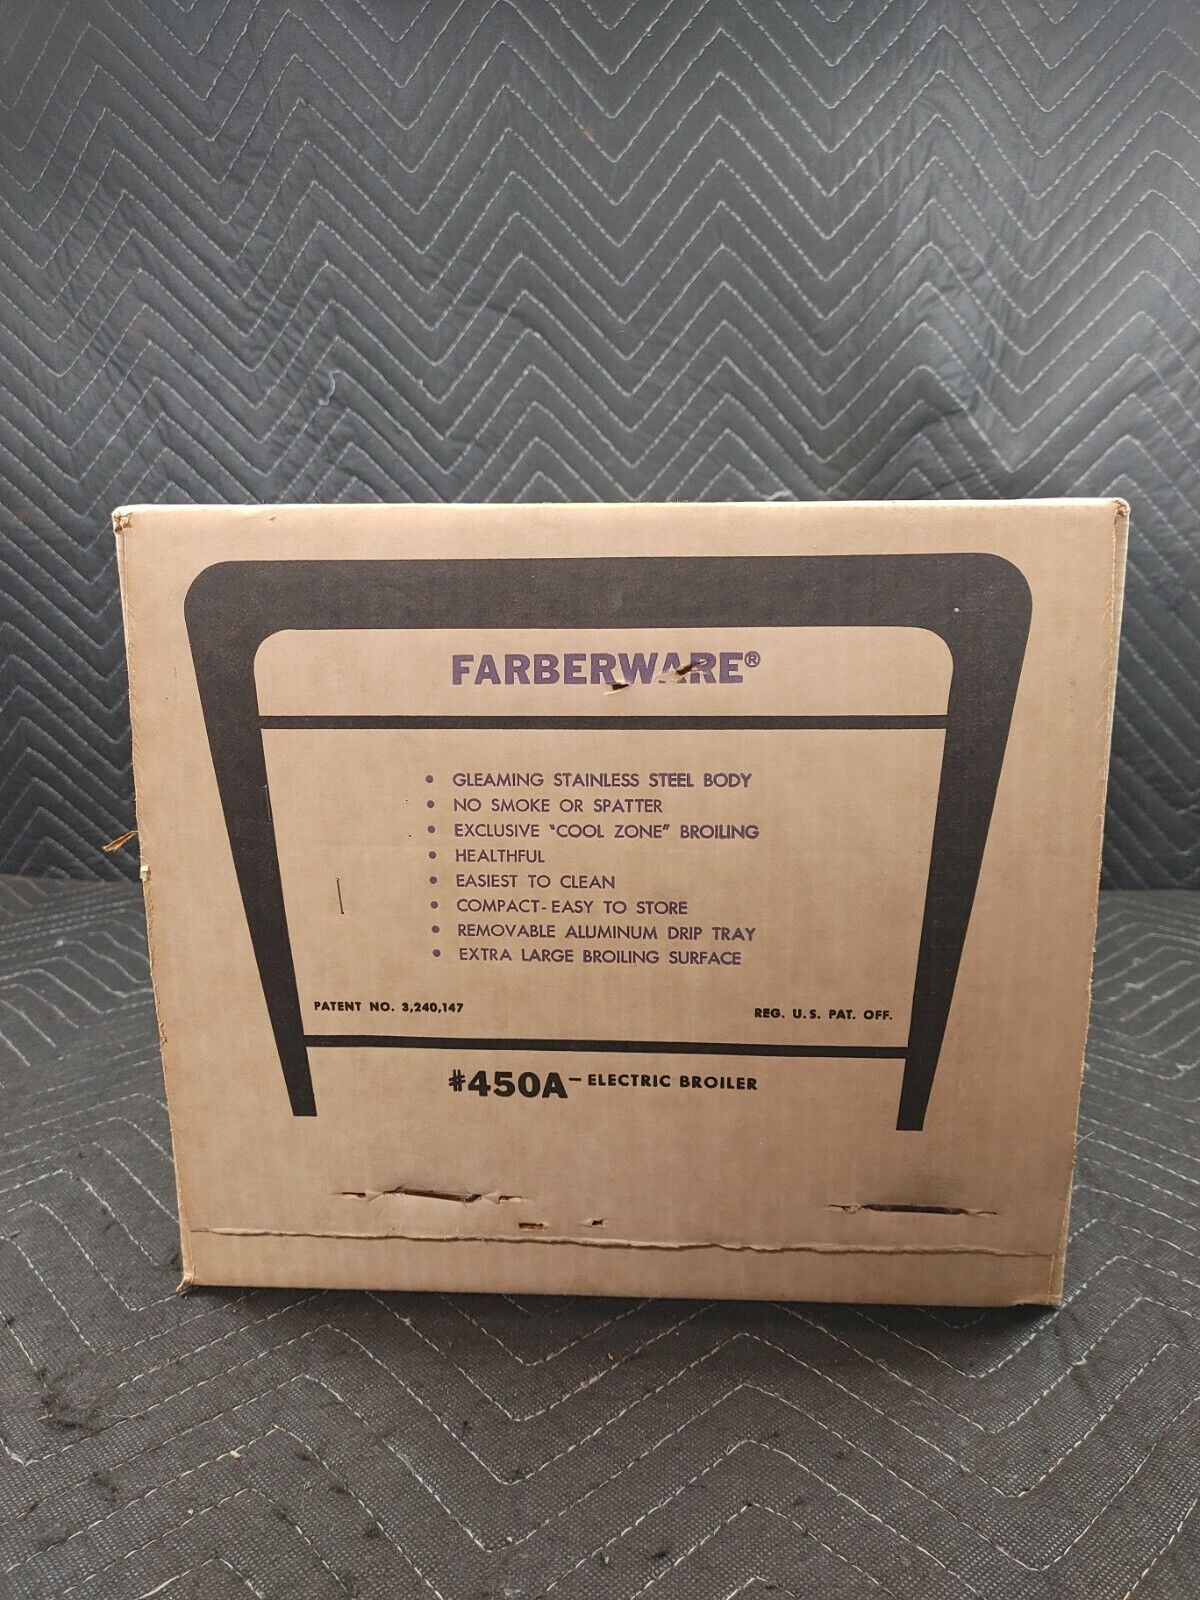 FARBERWARE®
• GLEAMING STAINLESS STEEL BODY
• NO SMOKE OR SPATTER
• EXCLUSIVE "COOL ZONE" BROILING
• HEALTHFUL
• EASIEST TO CLEAN
• COMPACT-EASY TO STORE
• REMOVABLE ALUMINUM DRIP TRAY
• EXTRA LARGE BROILING SURFACE
PATENT NO. 3,240,147 REG. U.S. PAT. OFF.
#450A - ELECTRIC BROILER